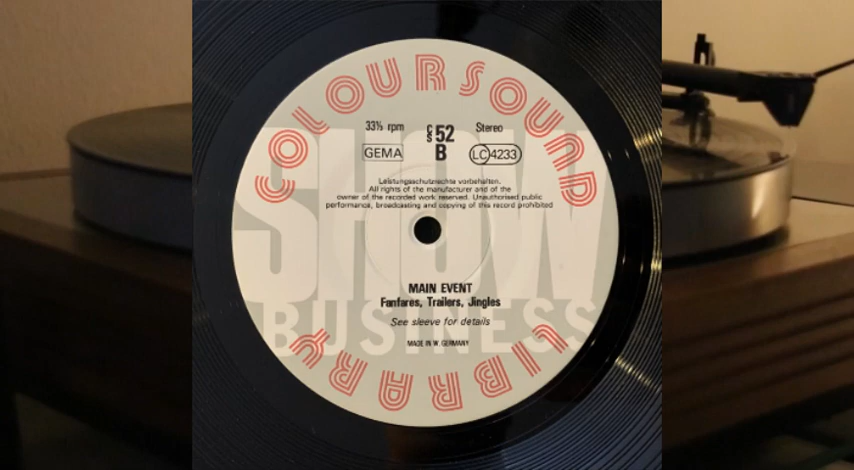 COLOURSOUND
33⅓ rpm
CS 52
B
Stereo
GEMA
LC 4233
SHOW
BUSINESS
Leistungsschutzrechte vorbehalten.
All rights of the manufacturer and of the
owner of the recorded work reserved. Unauthorised public
performance, broadcasting and copying of this record prohibited
MAIN EVENT
Fanfares, Trailers, Jingles
See sleeve for details
MADE IN W. GERMANY
LIBRARY